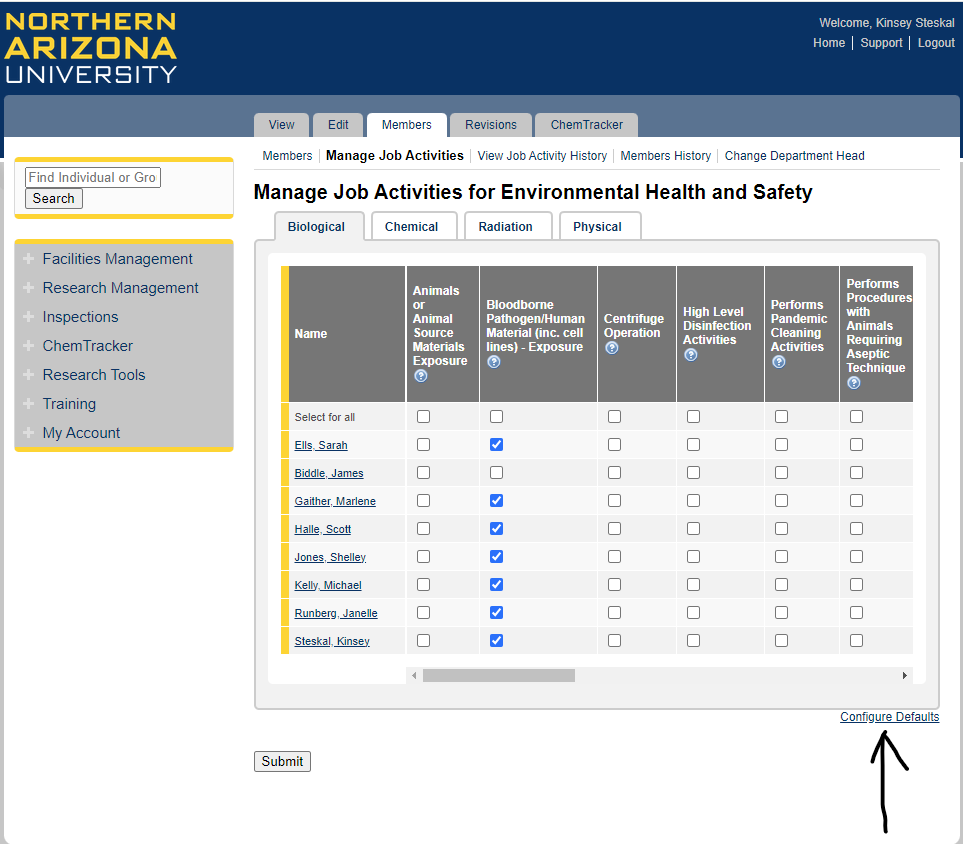 NORTHERN
ARIZONA
UNIVERSITY
Welcome, Kinsey Steskal
Home | Support | Logout
View Edit Members Revisions ChemTracker
Members | Manage Job Activities | View Job Activity History | Members History | Change Department Head
Find Individual or Gro
Search
Facilities Management
Research Management
Inspections
ChemTracker
Research Tools
Training
My Account
Manage Job Activities for Environmental Health and Safety
Biological Chemical Radiation Physical
Name
Animals
or
Animal
Source
Materials
Exposure
?
Bloodborne
Pathogen/Human
Material (inc. cell
lines) - Exposure
?
Centrifuge
Operation
?
High Level
Disinfection
Activities
?
Performs
Pandemic
Cleaning
Activities
?
Performs
Procedures
with
Animals
Requiring
Aseptic
Technique
?
Select for all
Ells, Sarah
Biddle, James
Gaither, Marlene
Halle, Scott
Jones, Shelley
Kelly, Michael
Runberg, Janelle
Steskal, Kinsey
Configure Defaults
Submit